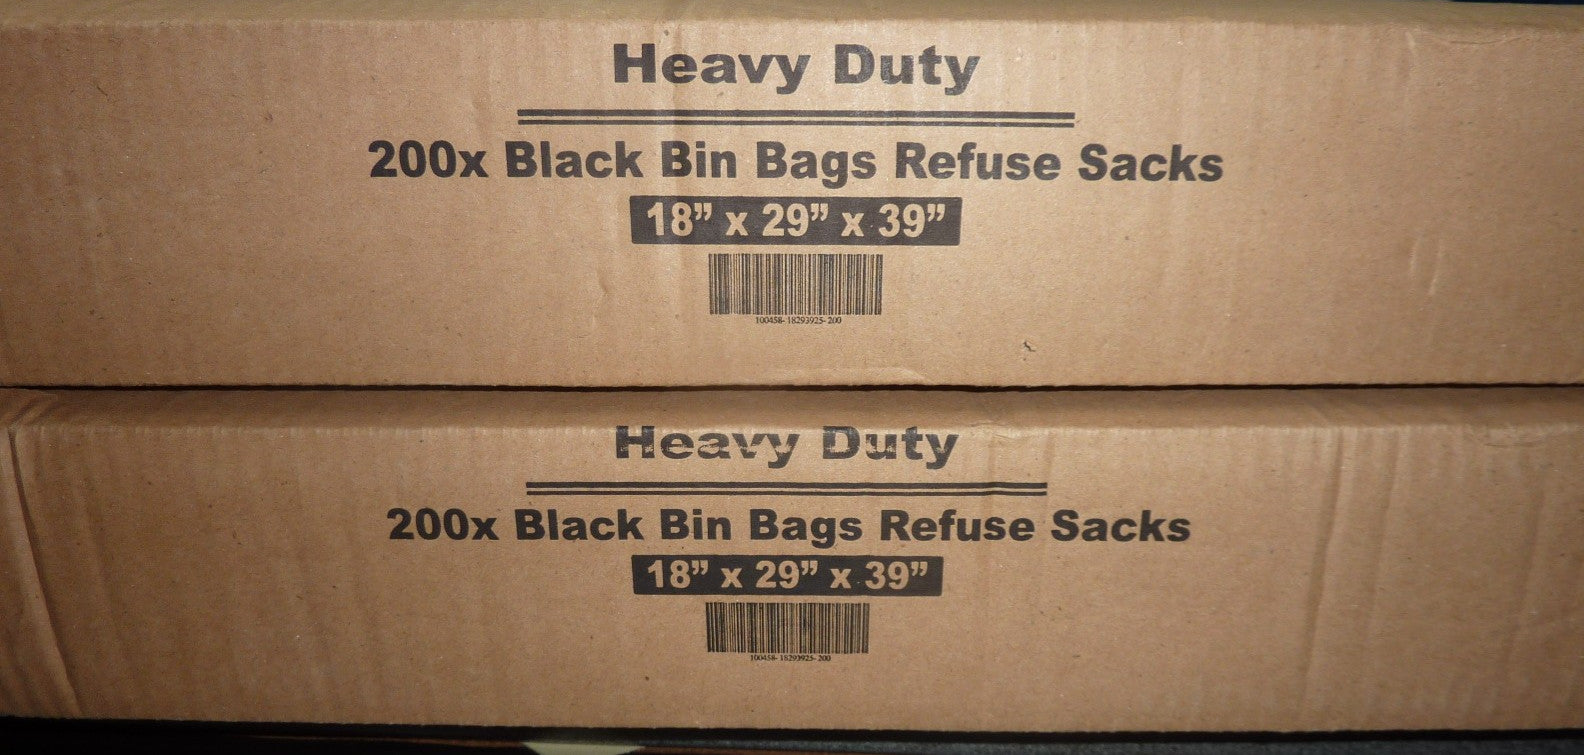 Heavy Duty
200x Black Bin Bags Refuse Sacks
18” x 29” x 39”
100458- 18293925- 200
Heavy Duty
200x Black Bin Bags Refuse Sacks
18” x 29” x 39”
100458- 18293925- 200